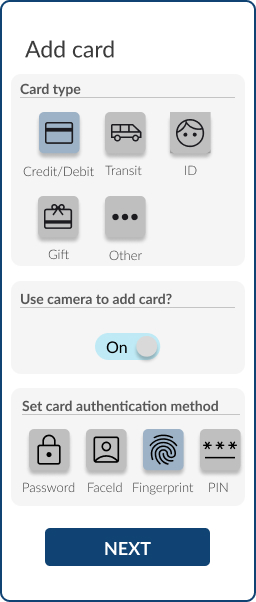 Add card
Card type
Credit/Debit Transit ID
Gift Other
Use camera to add card?
On
Set card authentication method
***
Password FaceId Fingerprint PIN
NEXT